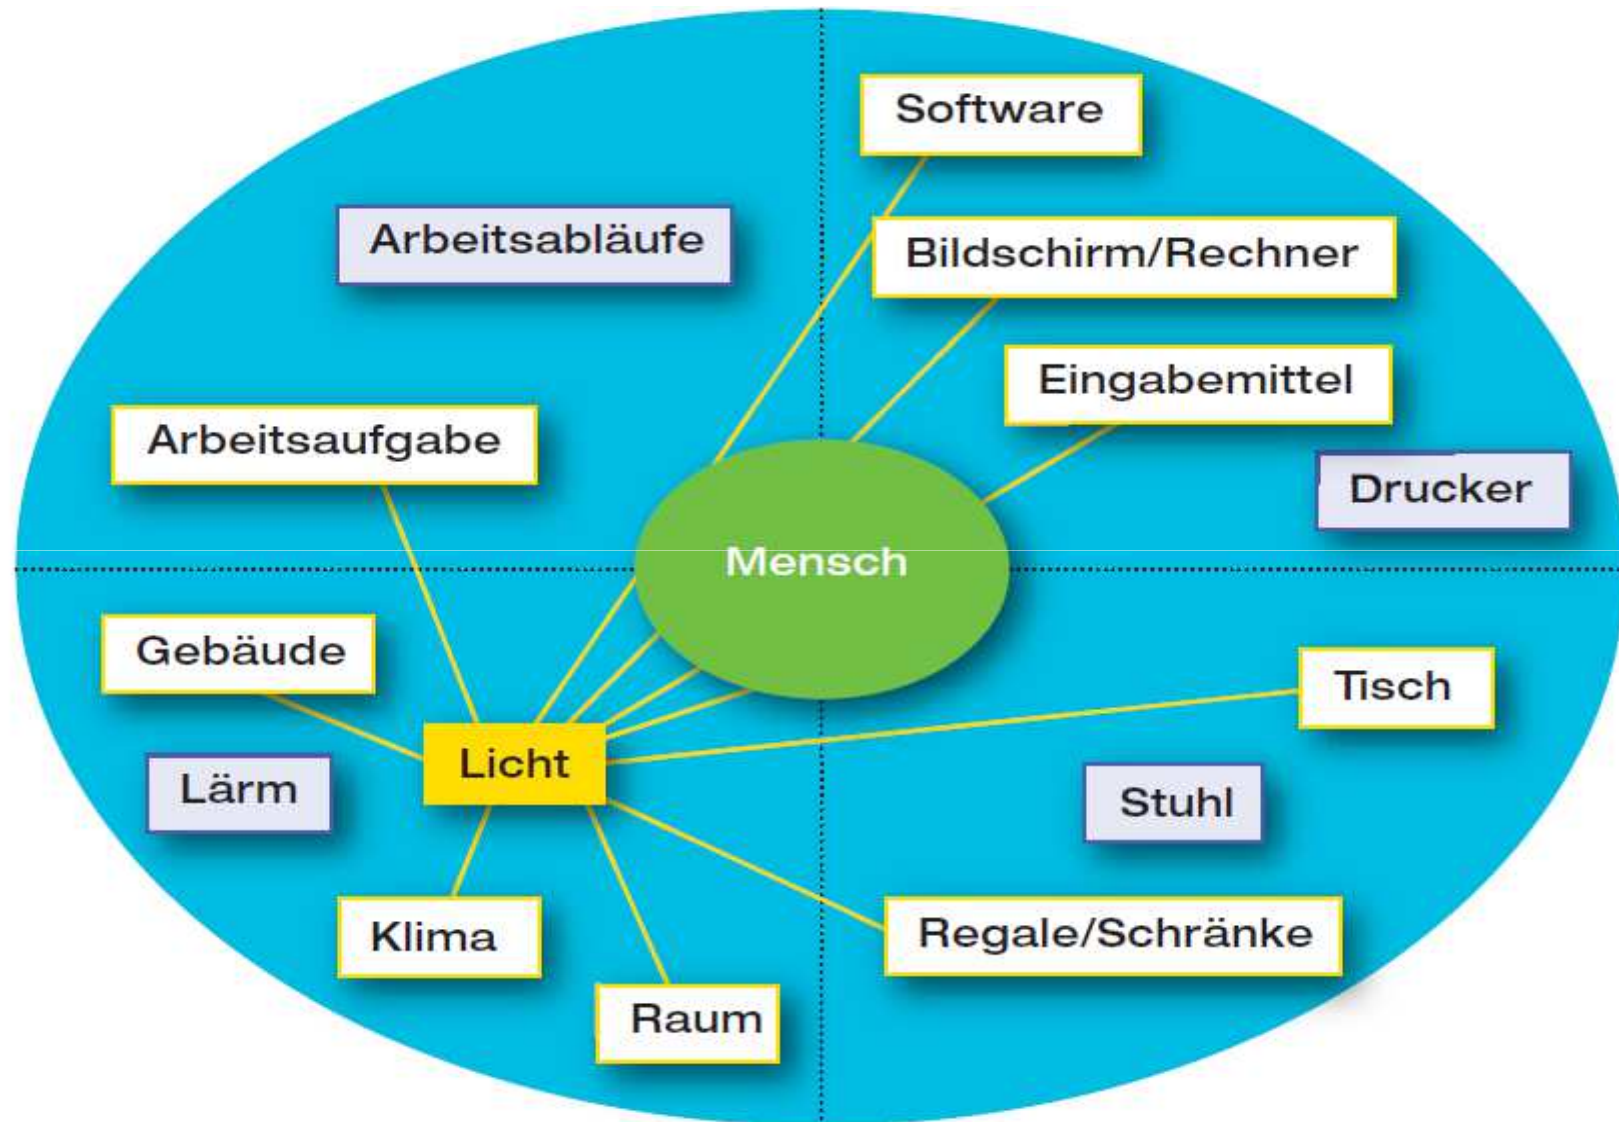 Software
Arbeitsabläufe
Bildschirm/Rechner
Eingabemittel
Arbeitsaufgabe
Drucker
Mensch
Gebäude
Tisch
Licht
Lärm
Stuhl
Klima
Regale/Schränke
Raum